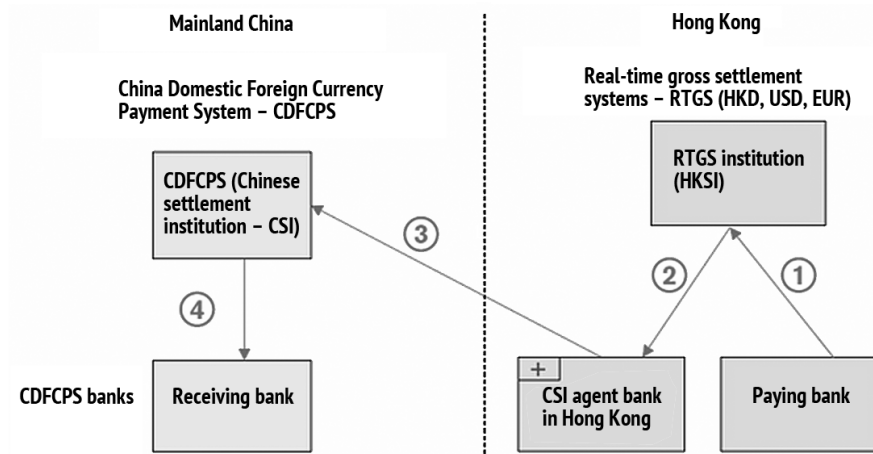 Mainland China
Hong Kong
China Domestic Foreign Currency
Payment System – CDFCPS
Real-time gross settlement
systems – RTGS (HKD, USD, EUR)
CDFCPS (Chinese
settlement
institution – CSI)
RTGS institution
(HKSI)
3
2
1
4
+
CDFCPS banks
Receiving bank
CSI agent bank
in Hong Kong
Paying bank